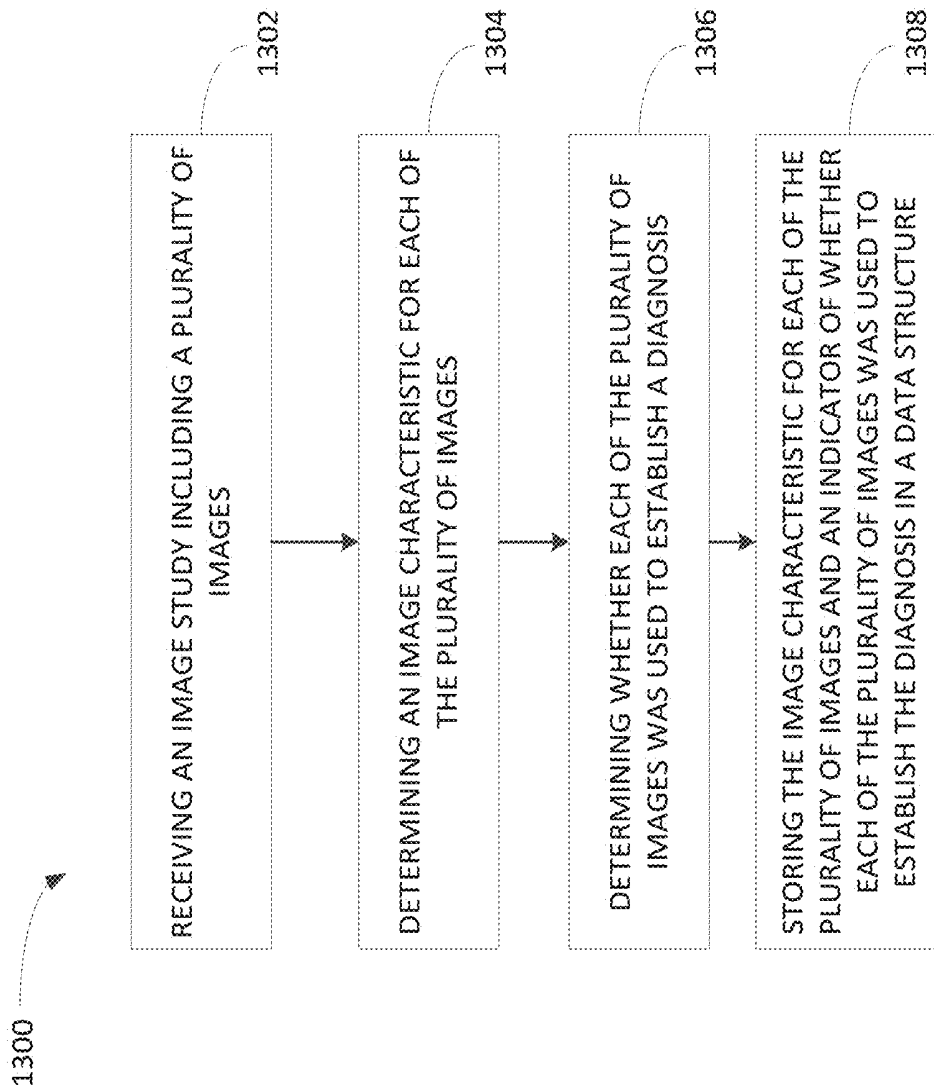 1300
RECEIVING AN IMAGE STUDY INCLUDING A PLURALITY OF
IMAGES
1302
DETERMINING AN IMAGE CHARACTERISTIC FOR EACH OF
THE PLURALITY OF IMAGES
1304
DETERMINING WHETHER EACH OF THE PLURALITY OF
IMAGES WAS USED TO ESTABLISH A DIAGNOSIS
1306
STORING THE IMAGE CHARACTERISTIC FOR EACH OF THE
PLURALITY OF IMAGES AND AN INDICATOR OF WHETHER
EACH OF THE PLURALITY OF IMAGES WAS USED TO
ESTABLISH THE DIAGNOSIS IN A DATA STRUCTURE
1308